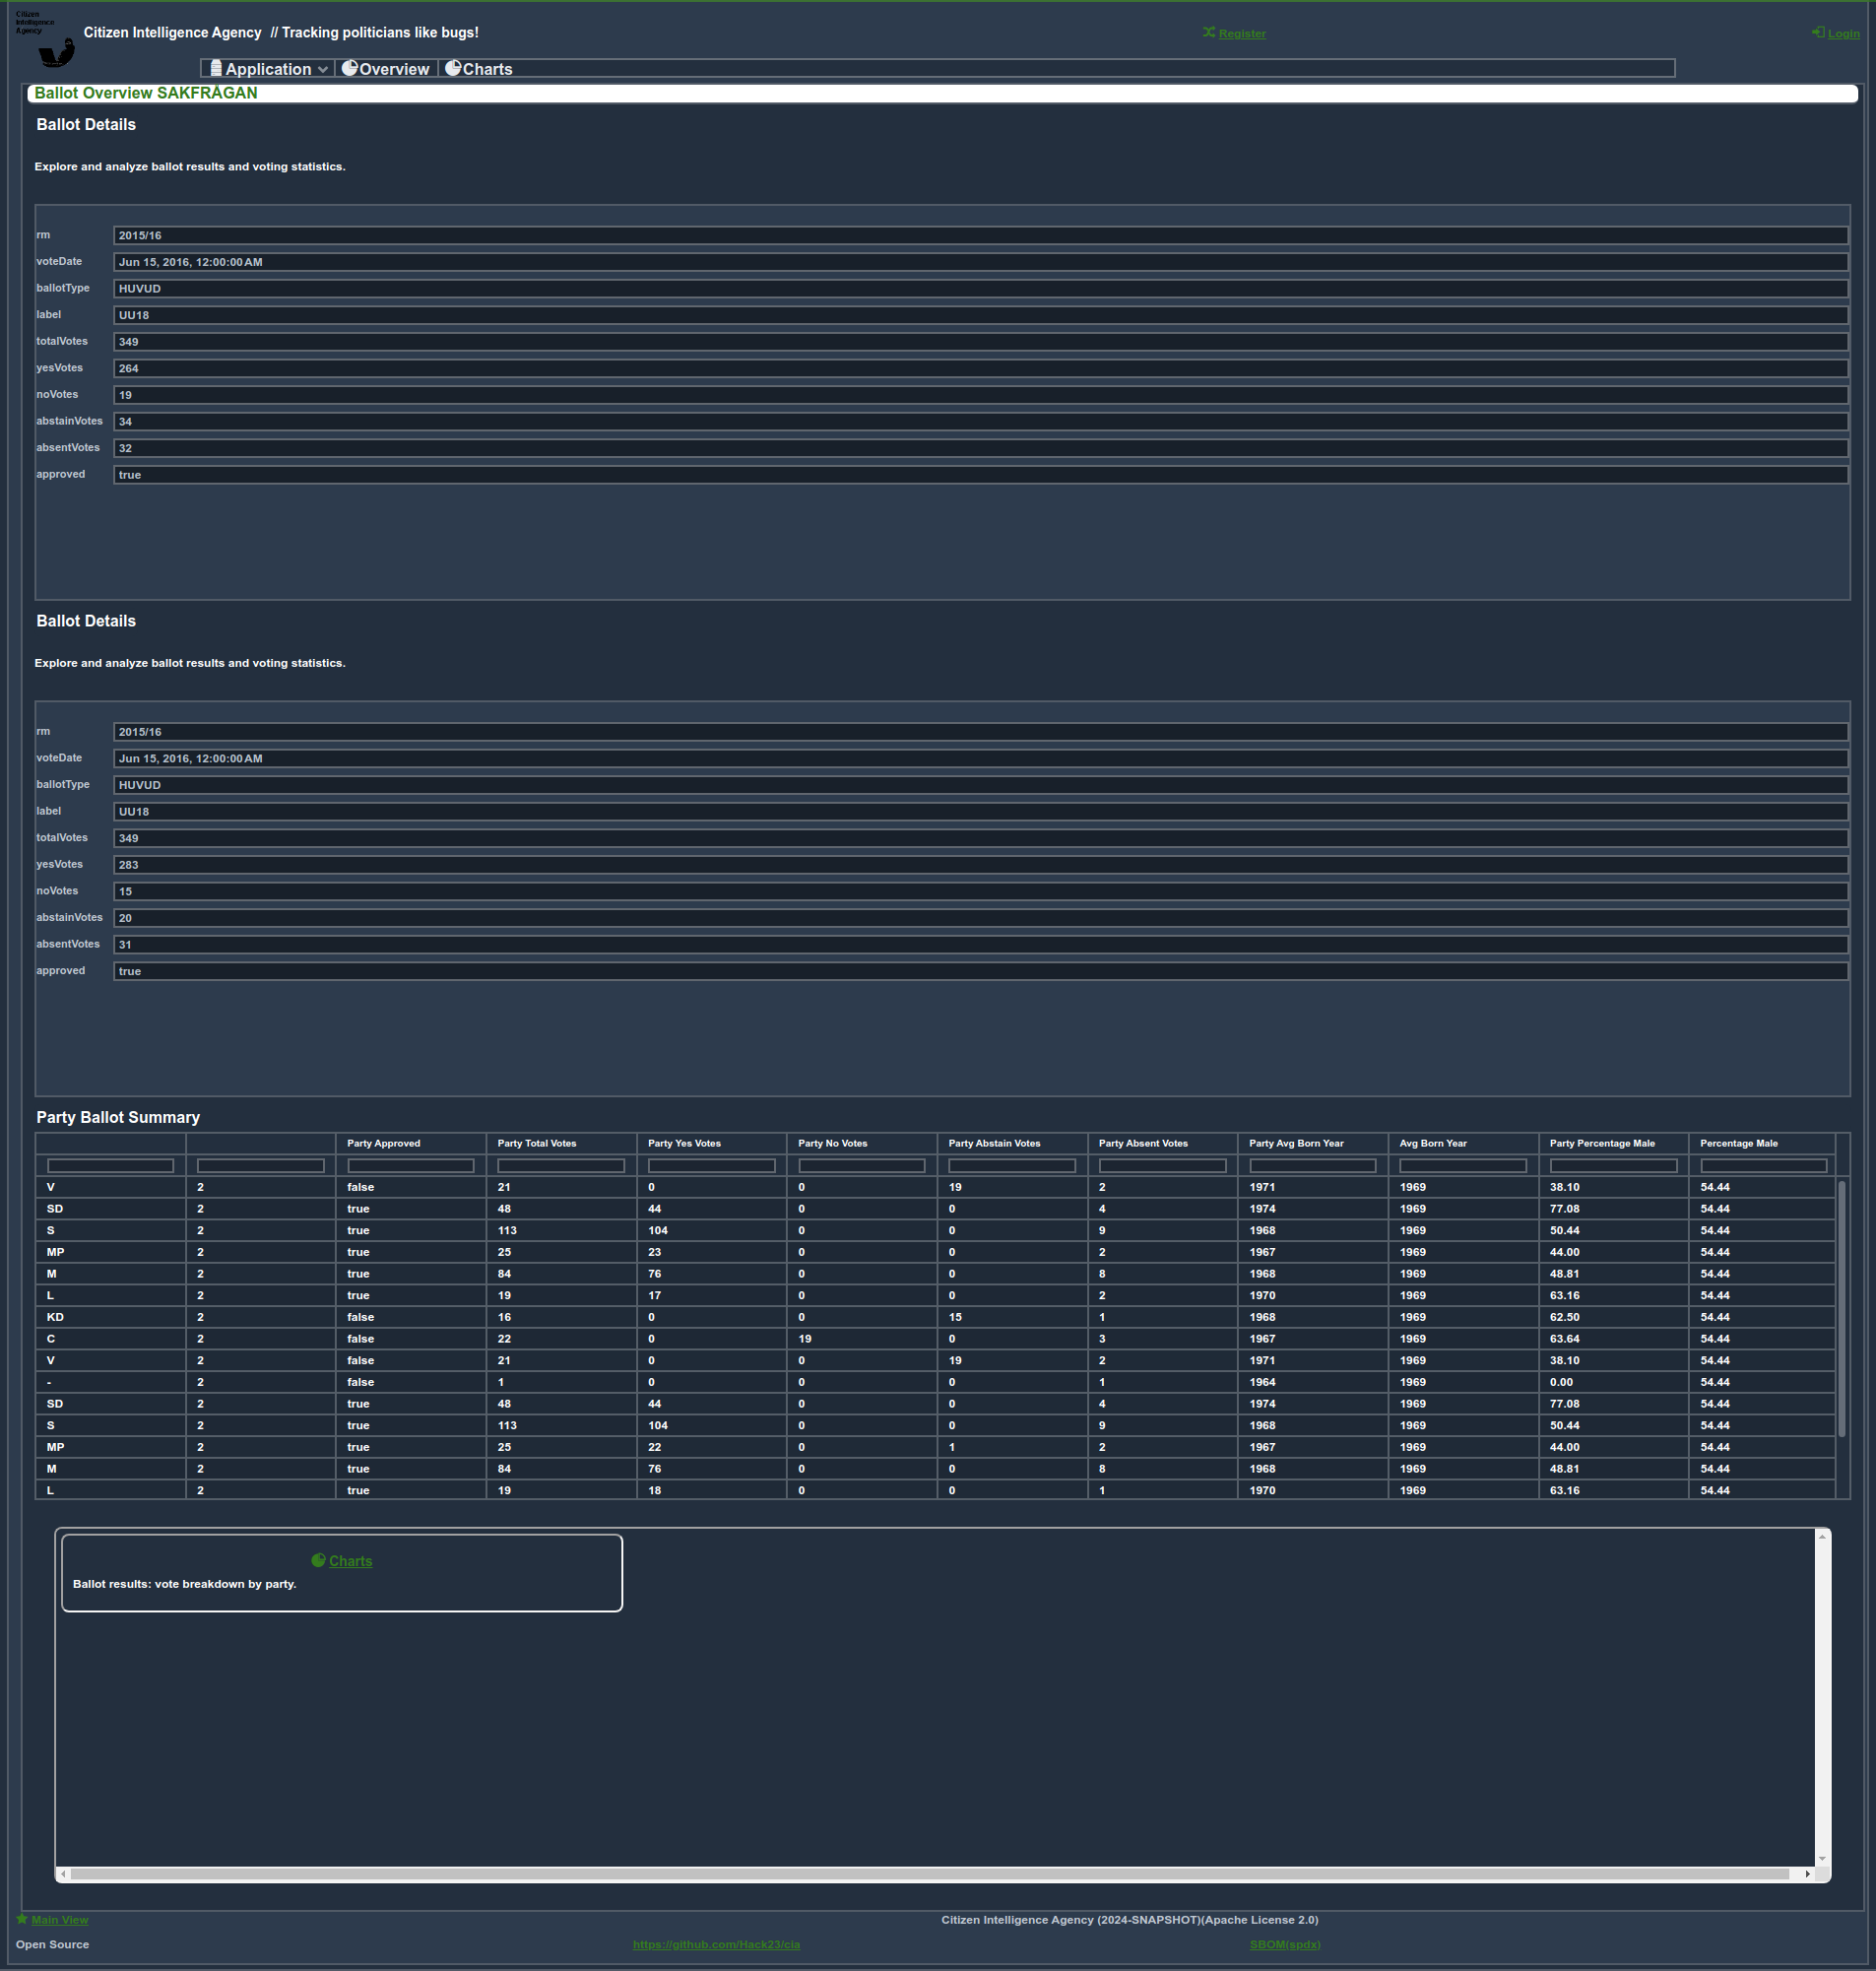 Citizen
Intelligence
Agency
Citizen Intelligence Agency // Tracking politicians like bugs!
Register
Login
Application Overview Charts
Ballot Overview SAKFRÅGAN
Ballot Details
Explore and analyze ballot results and voting statistics.
rm 2015/16
voteDate Jun 15, 2016, 12:00:00 AM
ballotType HUVUD
label UU18
totalVotes 349
yesVotes 264
noVotes 19
abstainVotes 34
absentVotes 32
approved true
Ballot Details
Explore and analyze ballot results and voting statistics.
rm 2015/16
voteDate Jun 15, 2016, 12:00:00 AM
ballotType HUVUD
label UU18
totalVotes 349
yesVotes 283
noVotes 15
abstainVotes 20
absentVotes 31
approved true
Party Ballot Summary
Party Approved Party Total Votes Party Yes Votes Party No Votes Party Abstain Votes Party Absent Votes Party Avg Born Year Avg Born Year Party Percentage Male Percentage Male
V 2 false 21 0 0 19 2 1971 1969 38.10 54.44
SD 2 true 48 44 0 0 4 1974 1969 77.08 54.44
S 2 true 113 104 0 0 9 1968 1969 50.44 54.44
MP 2 true 25 23 0 0 2 1967 1969 44.00 54.44
M 2 true 84 76 0 0 8 1968 1969 48.81 54.44
L 2 true 19 17 0 0 2 1970 1969 63.16 54.44
KD 2 false 16 0 0 15 1 1968 1969 62.50 54.44
C 2 false 22 0 19 0 3 1967 1969 63.64 54.44
V 2 false 21 0 0 19 2 1971 1969 38.10 54.44
- 2 false 1 0 0 0 1 1964 1969 0.00 54.44
SD 2 true 48 44 0 0 4 1974 1969 77.08 54.44
S 2 true 113 104 0 0 9 1968 1969 50.44 54.44
MP 2 true 25 22 0 1 2 1967 1969 44.00 54.44
M 2 true 84 76 0 0 8 1968 1969 48.81 54.44
L 2 true 19 18 0 0 1 1970 1969 63.16 54.44
Charts
Ballot results: vote breakdown by party.
Main View
Citizen Intelligence Agency (2024-SNAPSHOT)(Apache License 2.0)
Open Source
https://github.com/Hack23/cia
SBOM(spdx)